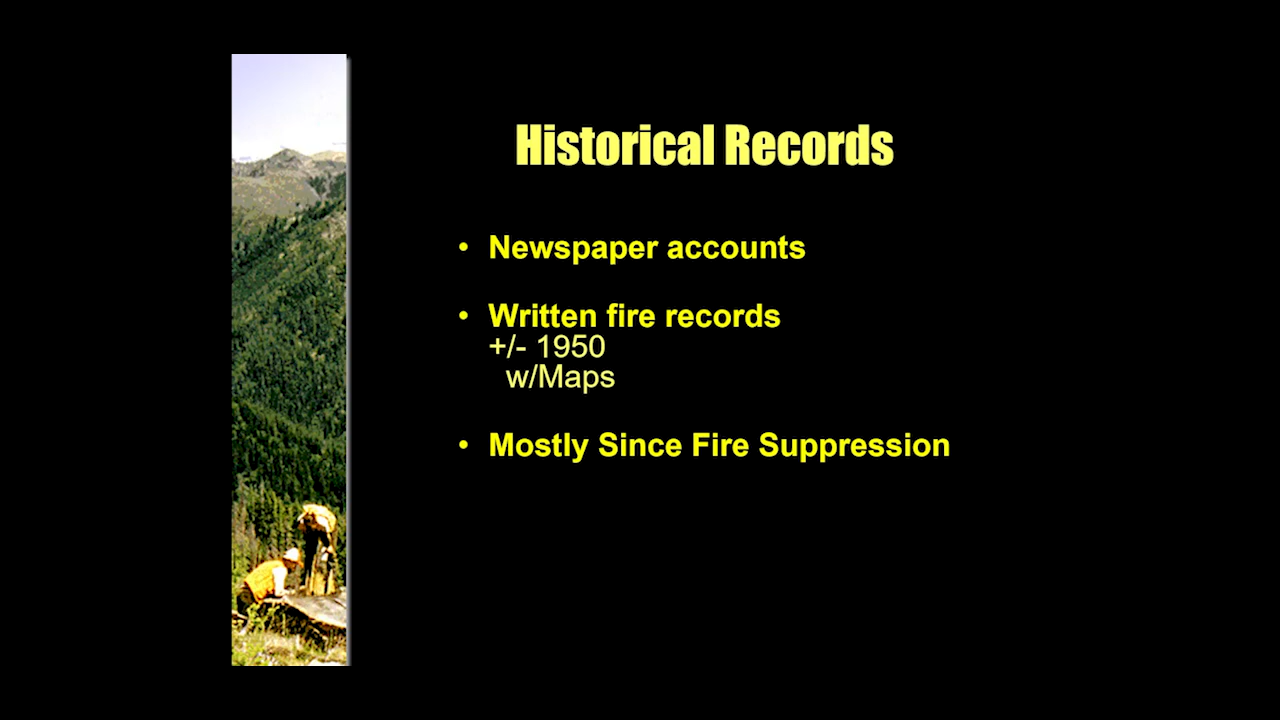 Historical Records
• Newspaper accounts
• Written fire records
+/- 1950
w/Maps
• Mostly Since Fire Suppression